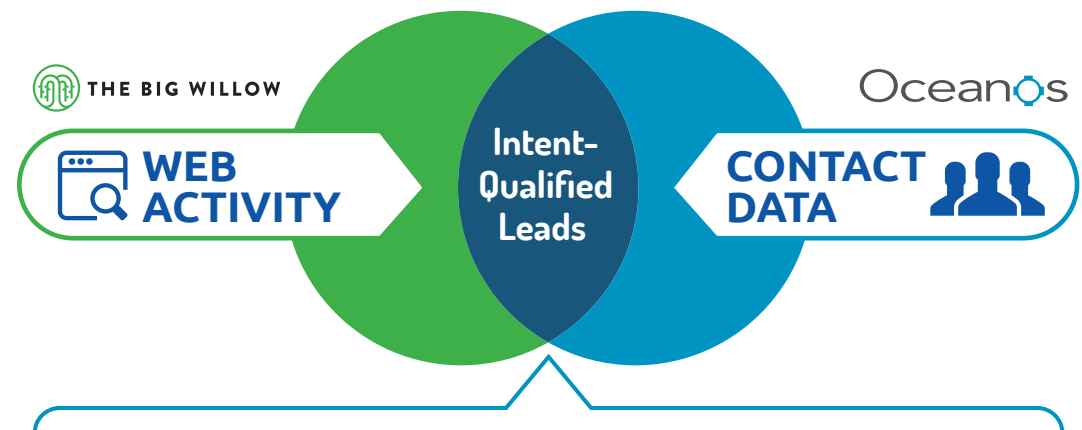 THE BIG WILLOW
Oceanos
WEB
ACTIVITY
Intent-
Qualified
Leads
CONTACT
DATA